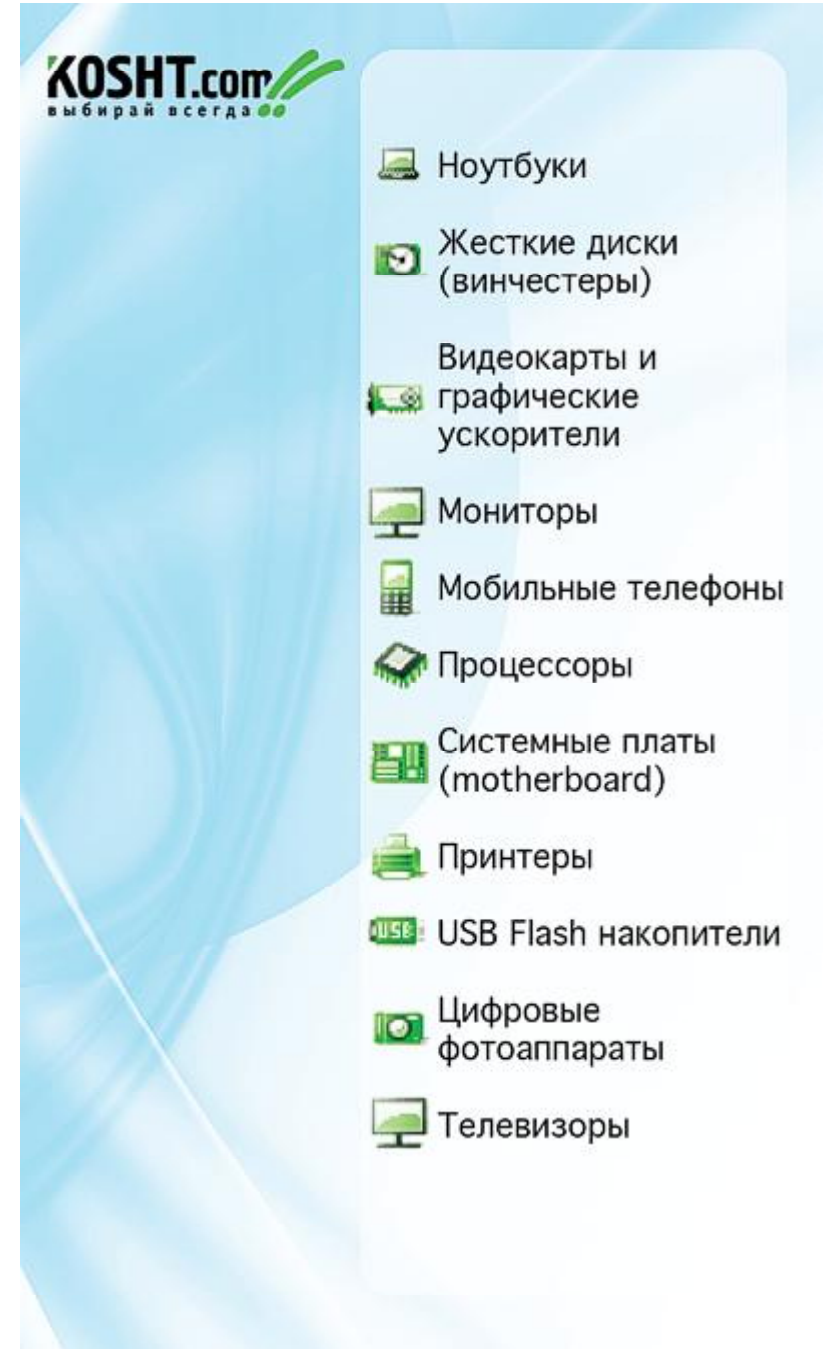 KOSHT.com
выбирай всегда
Ноутбуки
Жесткие диски
(винчестеры)
Видеокарты и
графические
ускорители
Мониторы
Мобильные телефоны
Процессоры
Системные платы
(motherboard)
Принтеры
USB
USB Flash накопители
Цифровые
фотоаппараты
Телевизоры